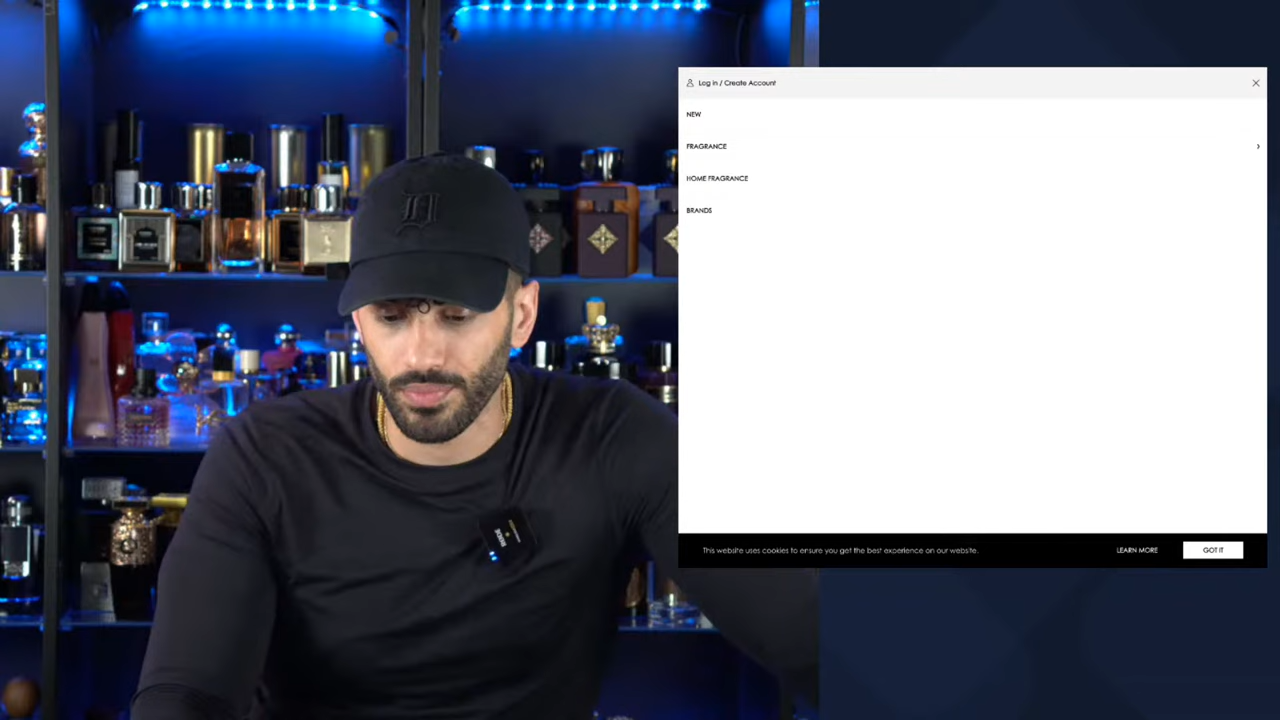 Log in / Create Account
NEW
FRAGRANCE
HOME FRAGRANCE
BRANDS
This website uses cookies to ensure you get the best experience on our website.
LEARN MORE
GOT IT
RØDE